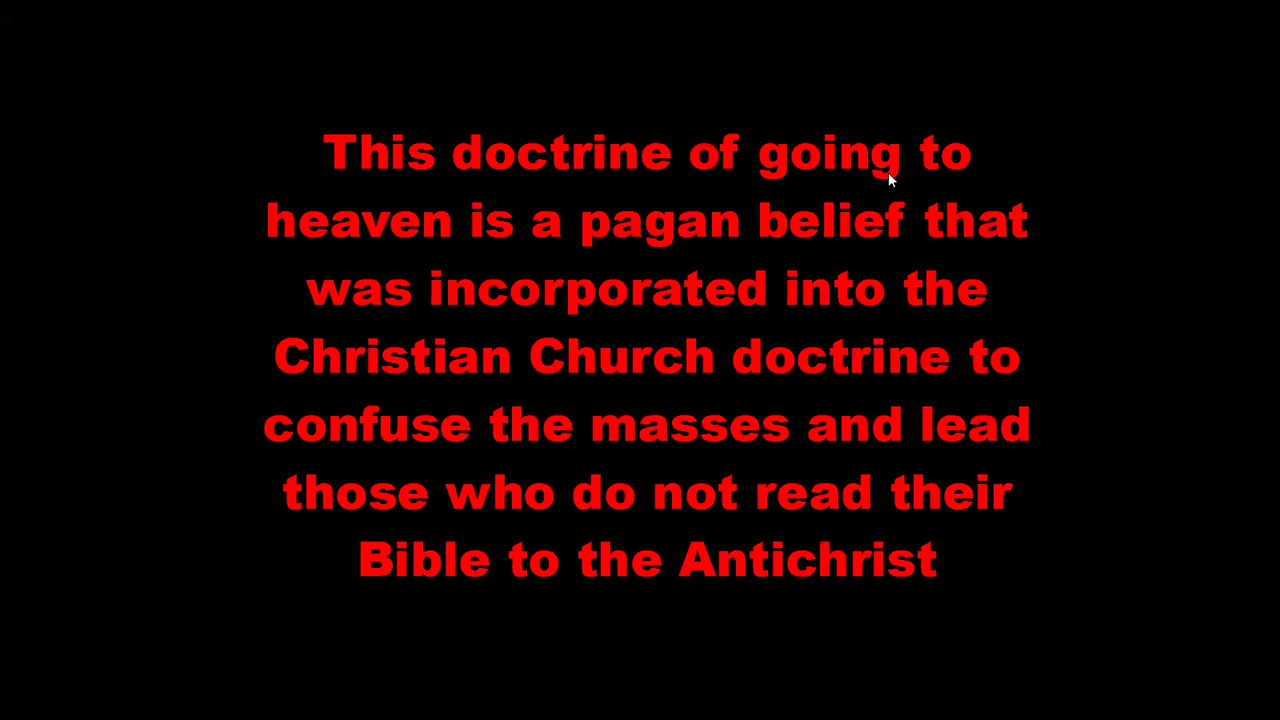 This doctrine of going to
heaven is a pagan belief that
was incorporated into the
Christian Church doctrine to
confuse the masses and lead
those who do not read their
Bible to the Antichrist